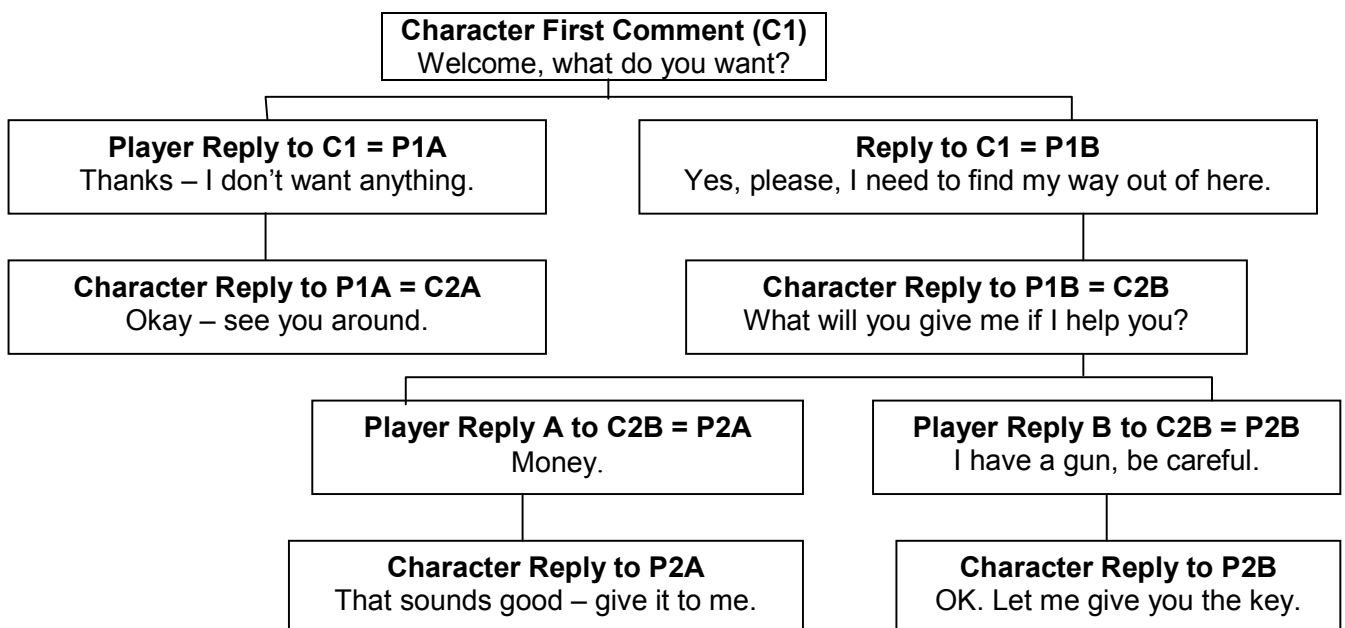 Character First Comment (C1)
Welcome, what do you want?
Player Reply to C1 = P1A
Thanks – I don’t want anything.
Reply to C1 = P1B
Yes, please, I need to find my way out of here.
Character Reply to P1A = C2A
Okay – see you around.
Character Reply to P1B = C2B
What will you give me if I help you?
Player Reply A to C2B = P2A
Money.
Player Reply B to C2B = P2B
I have a gun, be careful.
Character Reply to P2A
That sounds good – give it to me.
Character Reply to P2B
OK. Let me give you the key.